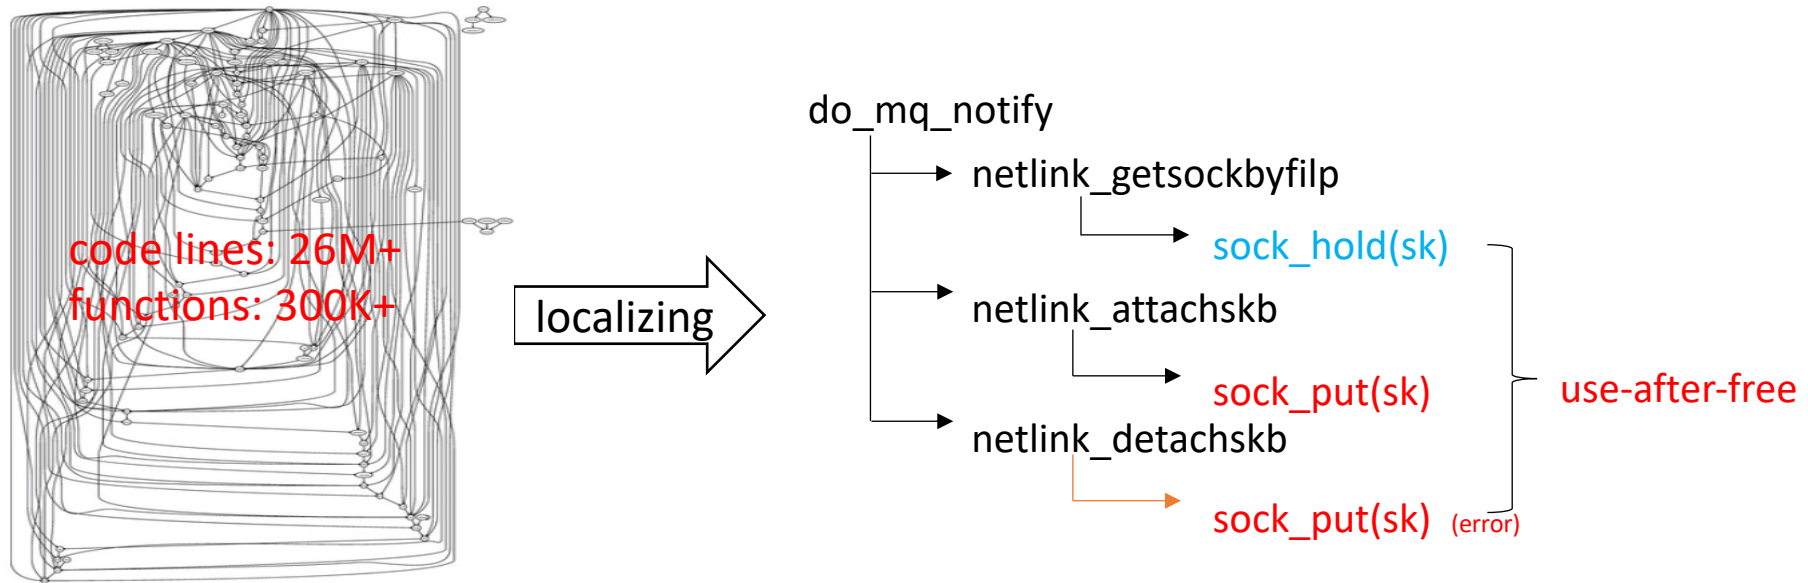 code lines: 26M+
functions: 300K+
localizing
do_mq_notify
netlink_getsockbyfilp
sock_hold(sk)
netlink_attachskb
sock_put(sk)
use-after-free
netlink_detachskb
sock_put(sk) (error)